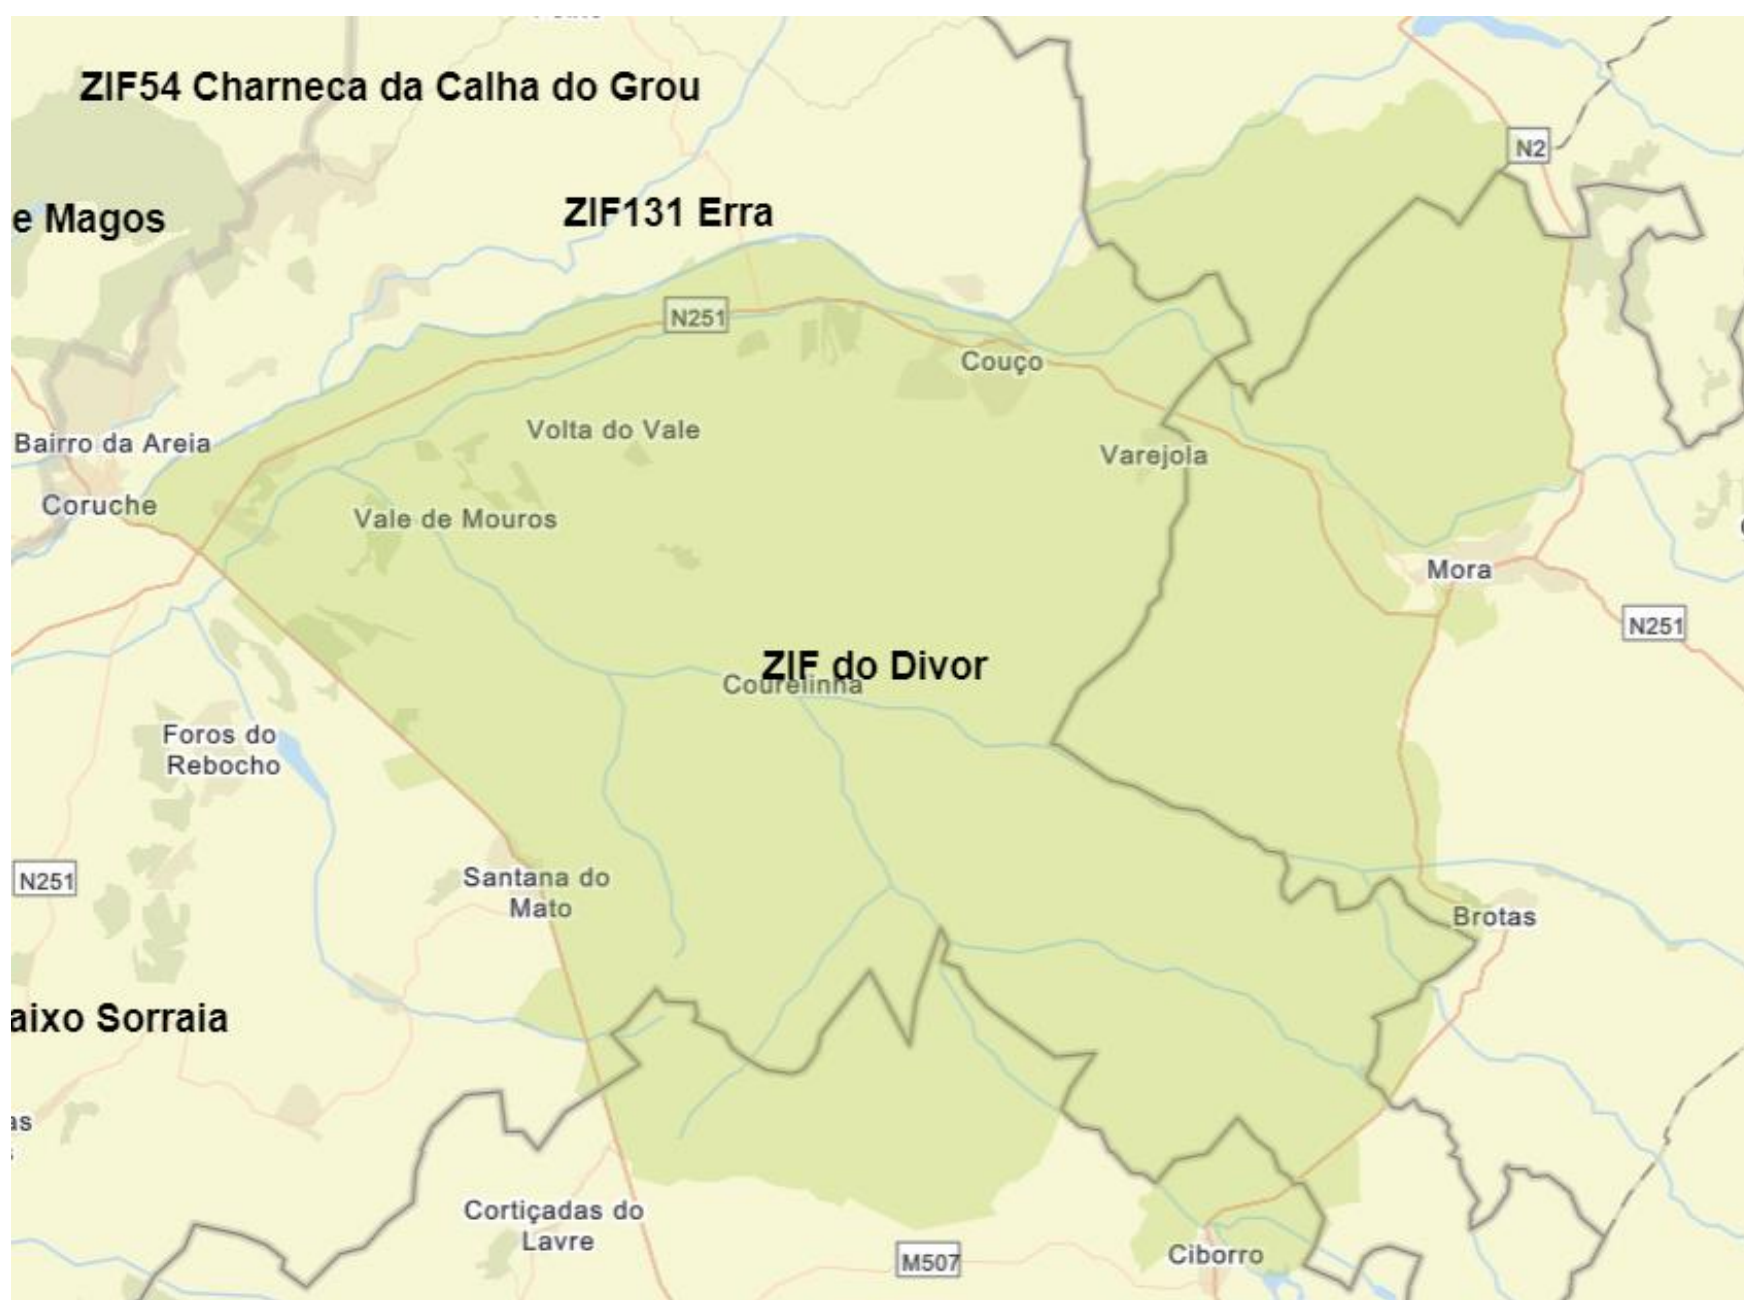 ZIF54 Charneca da Calha do Grou
N2
e Magos
ZIF131 Erra
N251
Couço
Bairro da Areia
Volta do Vale
Varejola
Coruche
Vale de Mouros
Mora
N251
ZIF do Divor
Courelinha
Foros do
Rebocho
N251
Santana do
Mato
Brotas
aixo Sorraia
as
Cortiçadas do
Lavre
M507
Ciborro